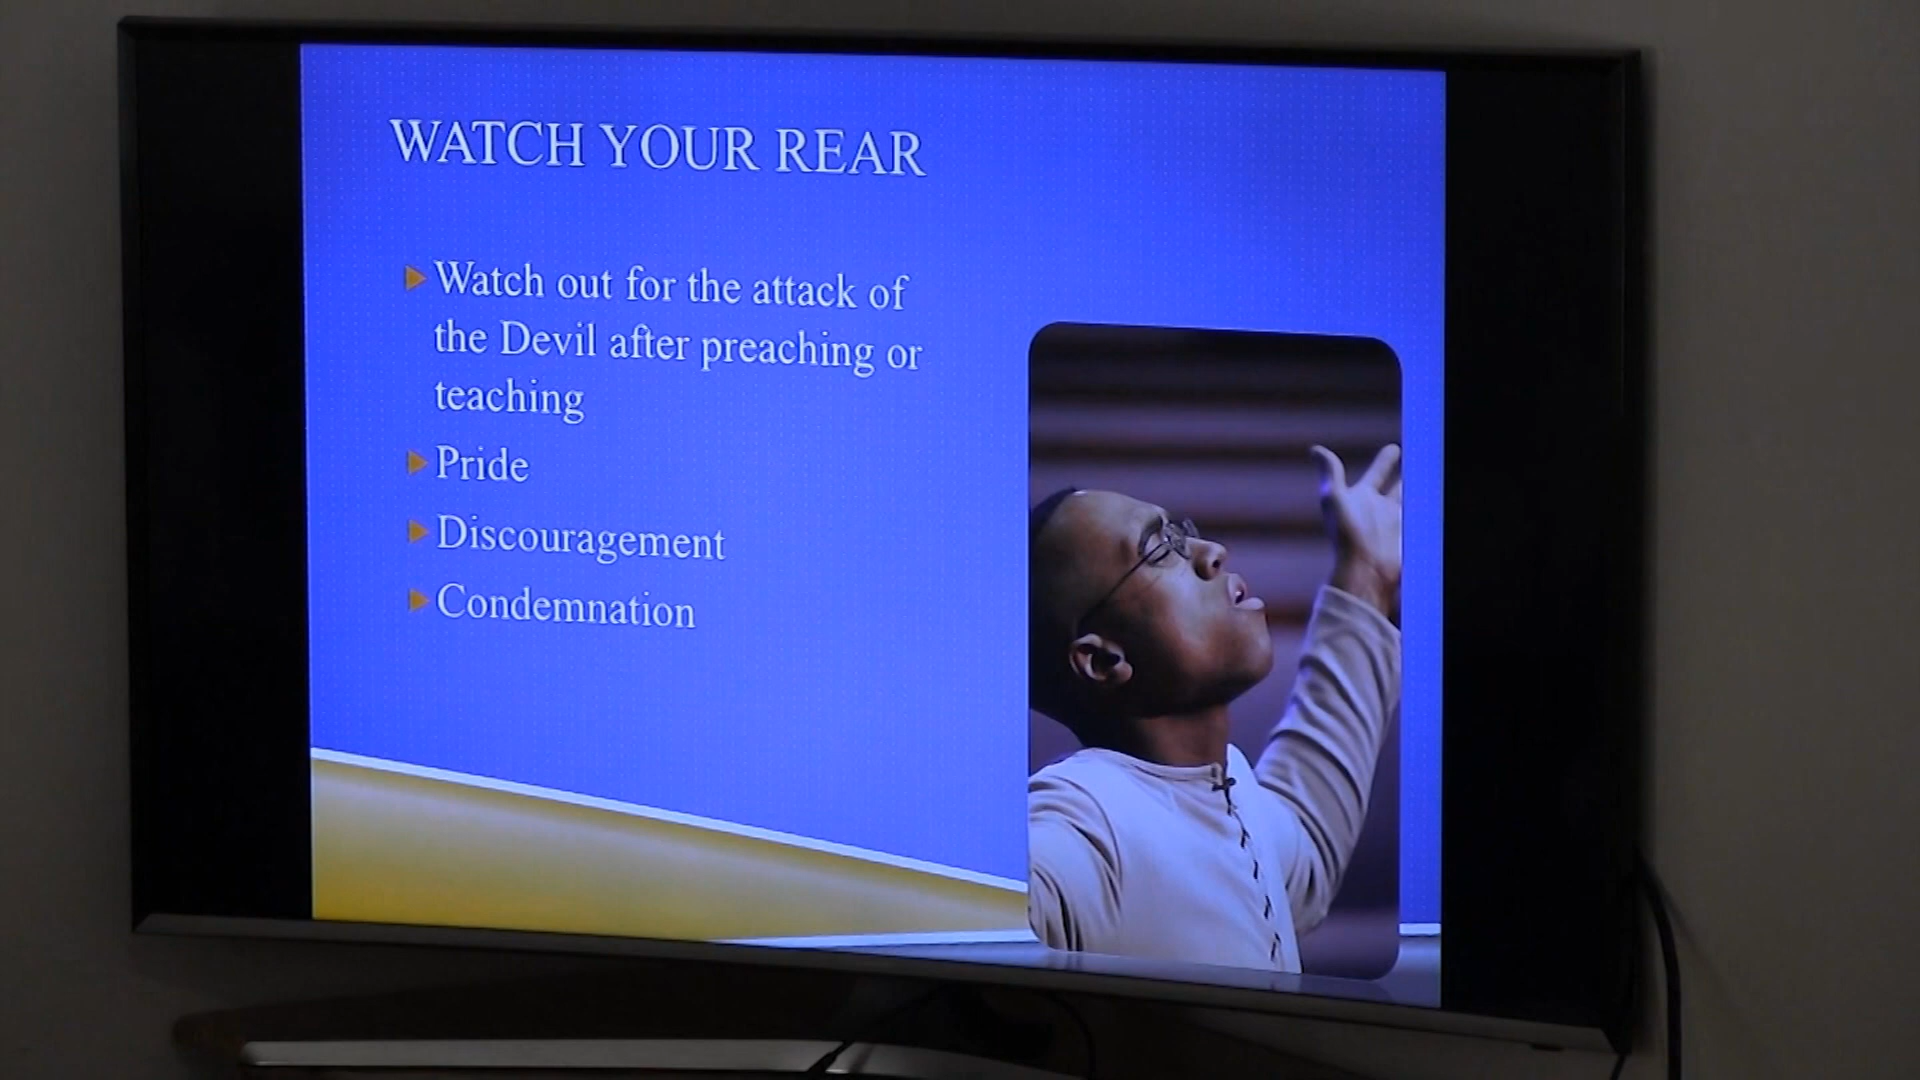 WATCH YOUR REAR
Watch out for the attack of
the Devil after preaching or
teaching
Pride
Discouragement
Condemnation